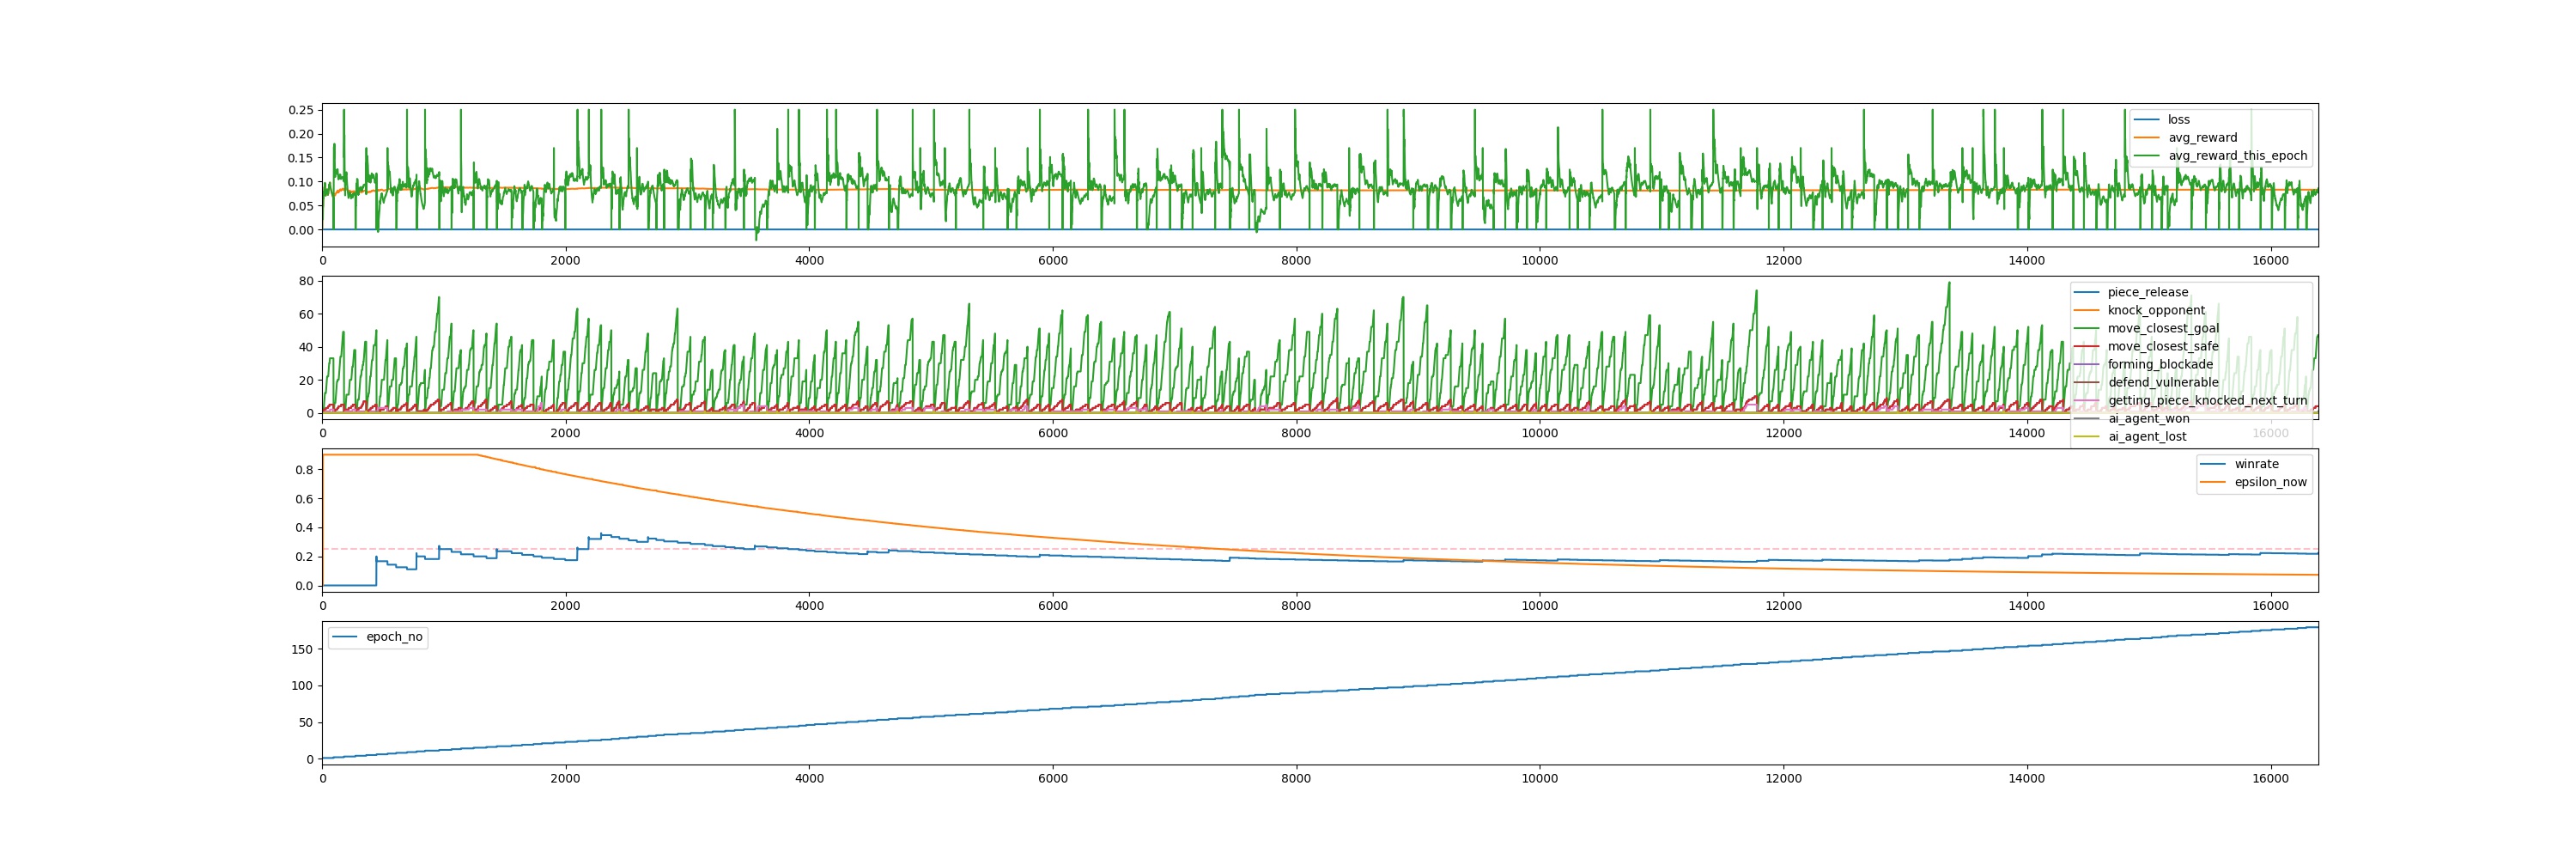 0.25
0.20
0.15
0.10
0.05
0.00
loss
avg_reward
avg_reward_this_epoch
0 2000 4000 6000 8000 10000 12000 14000 16000
80
60
40
20
0
piece_release
knock_opponent
move_closest_goal
move_closest_safe
forming_blockade
defend_vulnerable
getting_piece_knocked_next_turn
ai_agent_won
ai_agent_lost
0 2000 4000 6000 8000 10000 12000 14000 16000
0.8
0.6
0.4
0.2
0.0
winrate
epsilon_now
0 2000 4000 6000 8000 10000 12000 14000 16000
150
100
50
0
epoch_no
0 2000 4000 6000 8000 10000 12000 14000 16000